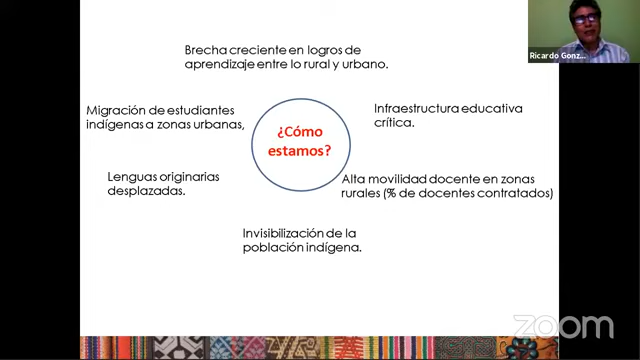 Ricardo Gonz...
Brecha creciente en logros de
aprendizaje entre lo rural y urbano.
Migración de estudiantes
indígenas a zonas urbanas,
Infraestructura educativa
crítica.
¿Cómo
estamos?
Lenguas originarias
desplazadas.
Alta movilidad docente en zonas
rurales (% de docentes contratados)
Invisibilización de la
población indígena.
zoom